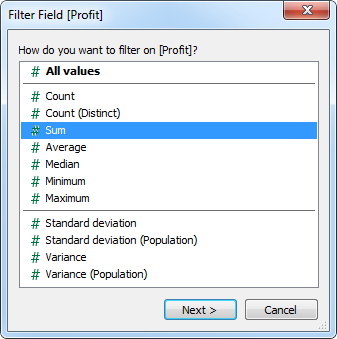 Filter Field [Profit]
How do you want to filter on [Profit]?
# All values
# Count
# Count (Distinct)
# Sum
# Average
# Median
# Minimum
# Maximum
# Standard deviation
# Standard deviation (Population)
# Variance
# Variance (Population)
Next > Cancel